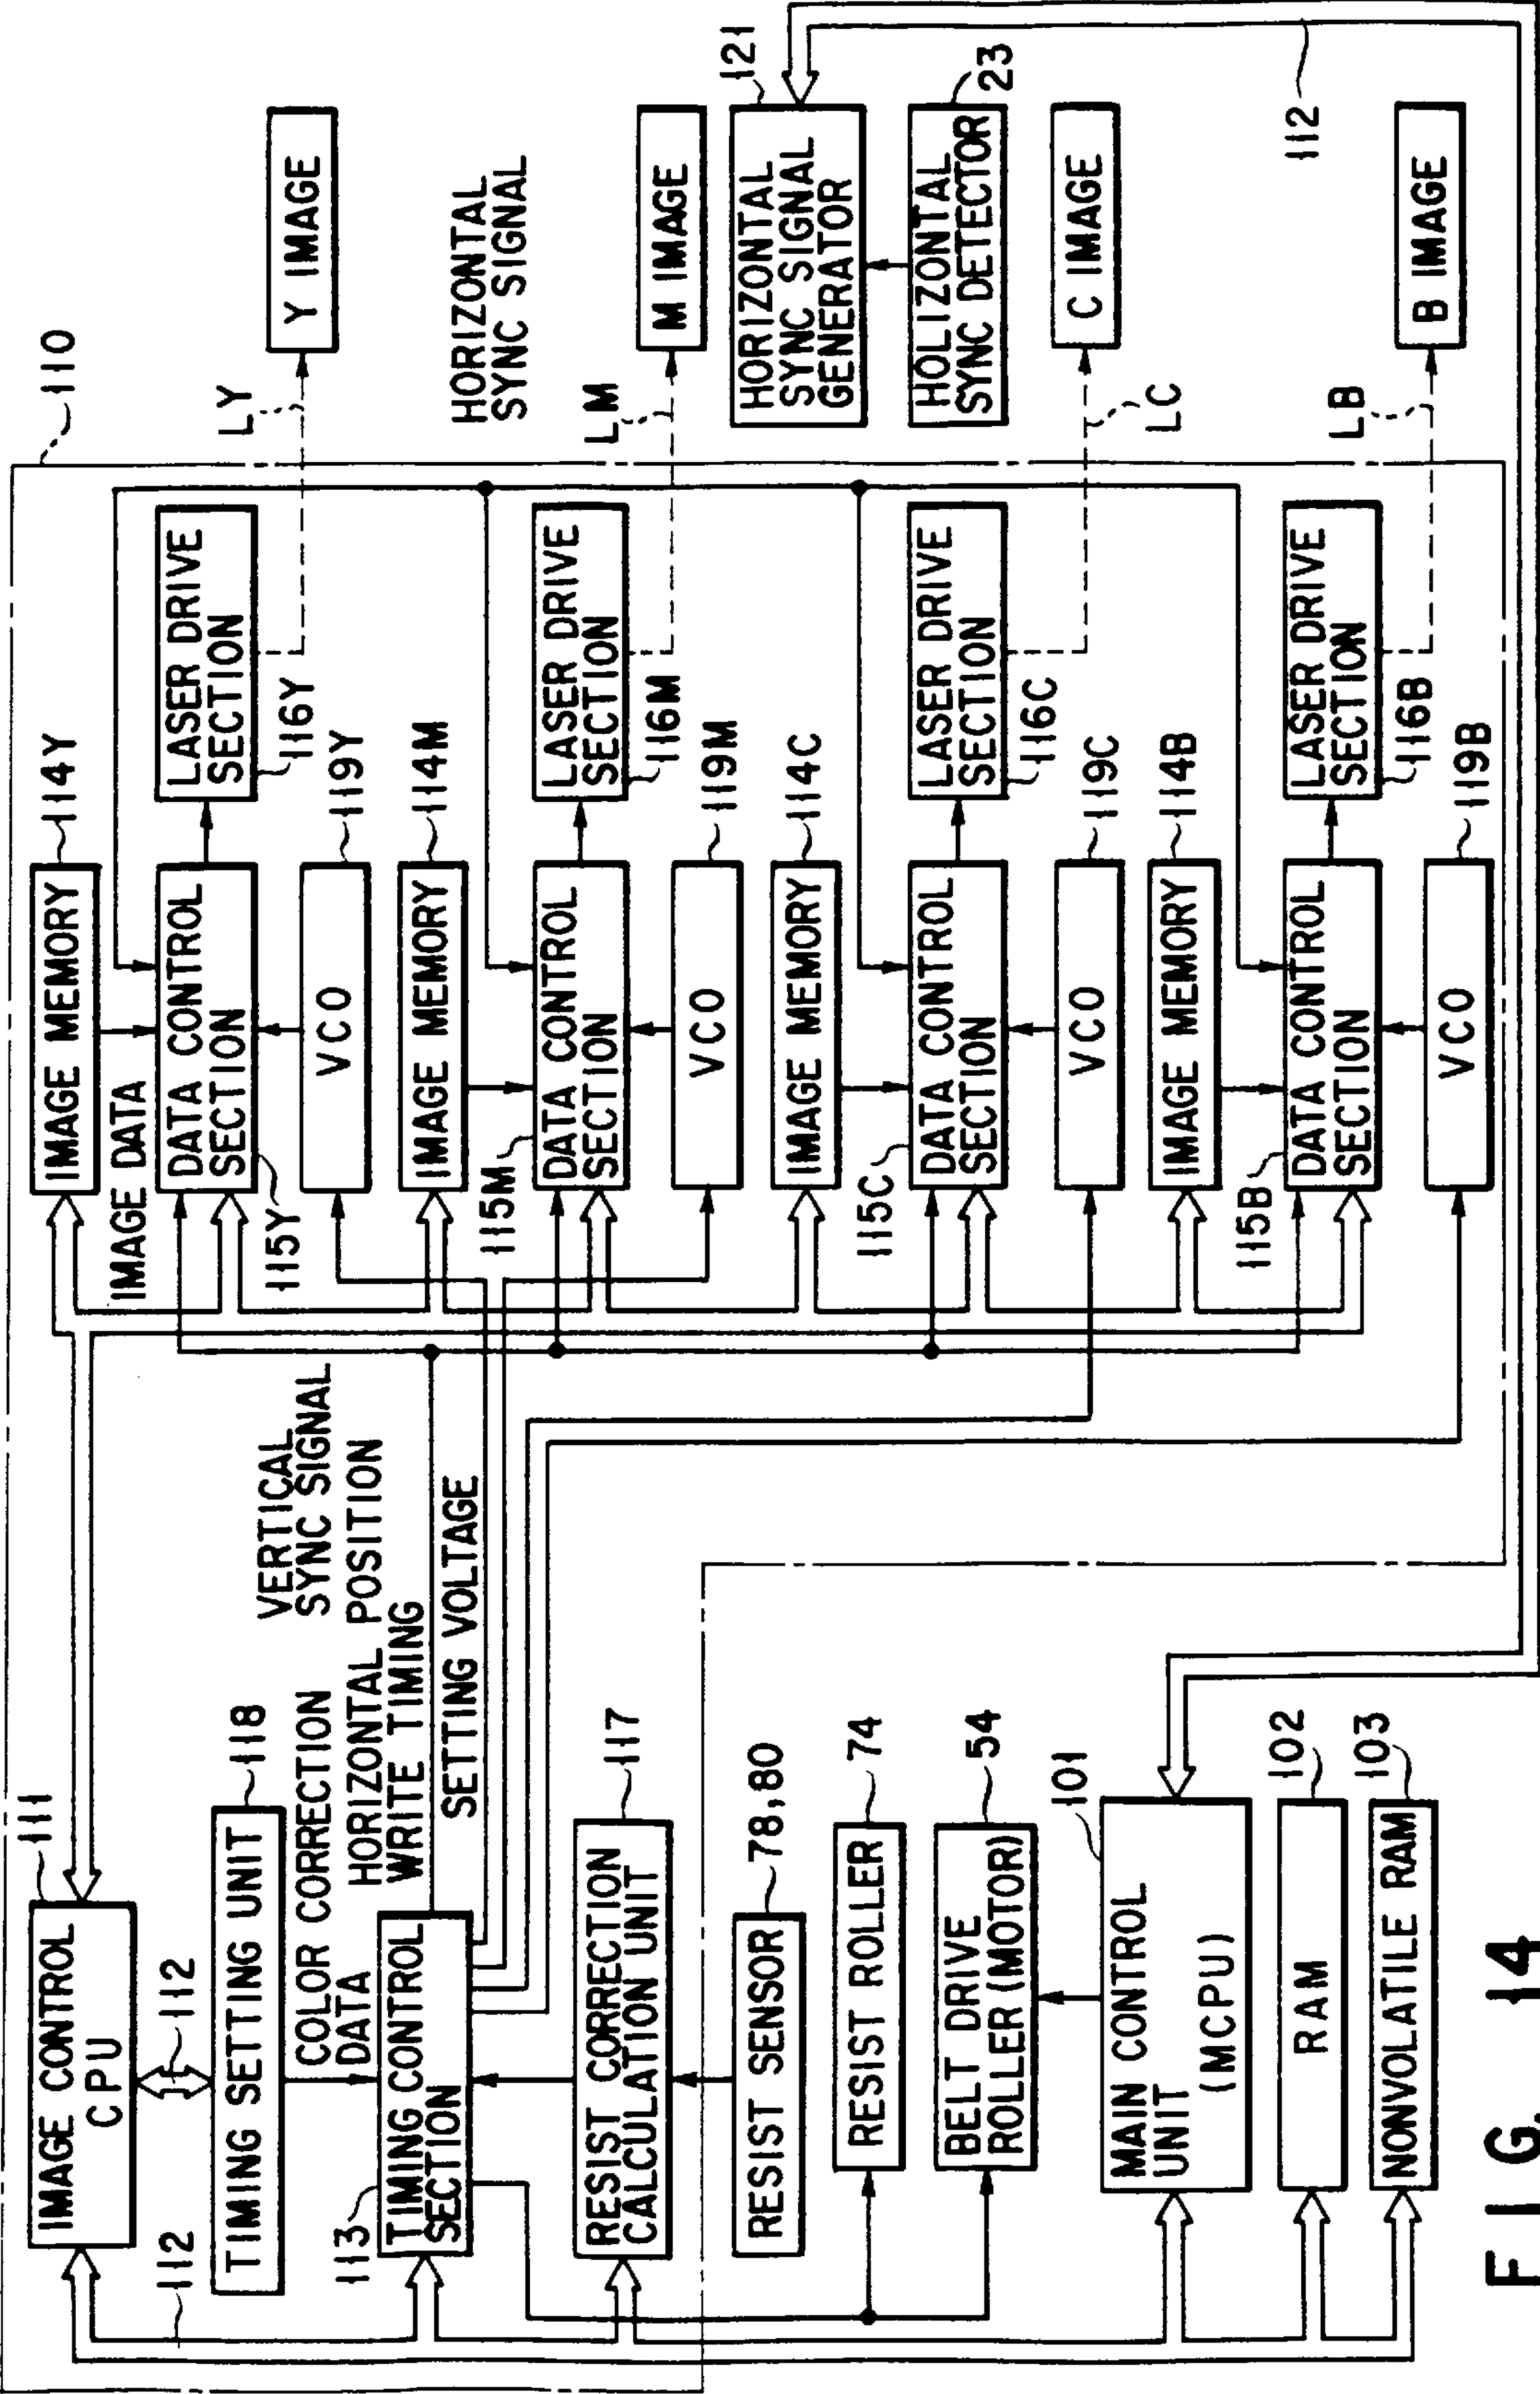 110
111
IMAGE CONTROL
CPU
112
112
TIMING SETTING UNIT
118
COLOR CORRECTION
DATA
113
TIMING CONTROL
SECTION
VERTICAL
SYNC SIGNAL
HORIZONTAL POSITION
WRITE TIMING
SETTING VOLTAGE
RESIST CORRECTION
CALCULATION UNIT
117
RESIST SENSOR
78,80
RESIST ROLLER
74
BELT DRIVE
ROLLER (MOTOR)
54
MAIN CONTROL
UNIT
(MCPU)
101
RAM
102
NONVOLATILE RAM
103
IMAGE MEMORY
114Y
IMAGE DATA
DATA CONTROL
SECTION
115Y
LASER DRIVE
SECTION
116Y
VCO
119Y
LY
Y IMAGE
HORIZONTAL
SYNC SIGNAL
IMAGE MEMORY
114M
115M
DATA CONTROL
SECTION
LASER DRIVE
SECTION
116M
VCO
119M
LM
M IMAGE
HORIZONTAL
SYNC SIGNAL
GENERATOR
121
HOLIZONTAL
SYNC DETECTOR
23
IMAGE MEMORY
114C
115C
DATA CONTROL
SECTION
LASER DRIVE
SECTION
116C
VCO
119C
LC
C IMAGE
112
IMAGE MEMORY
114B
115B
DATA CONTROL
SECTION
LASER DRIVE
SECTION
116B
VCO
119B
LB
B IMAGE
FIG. 14